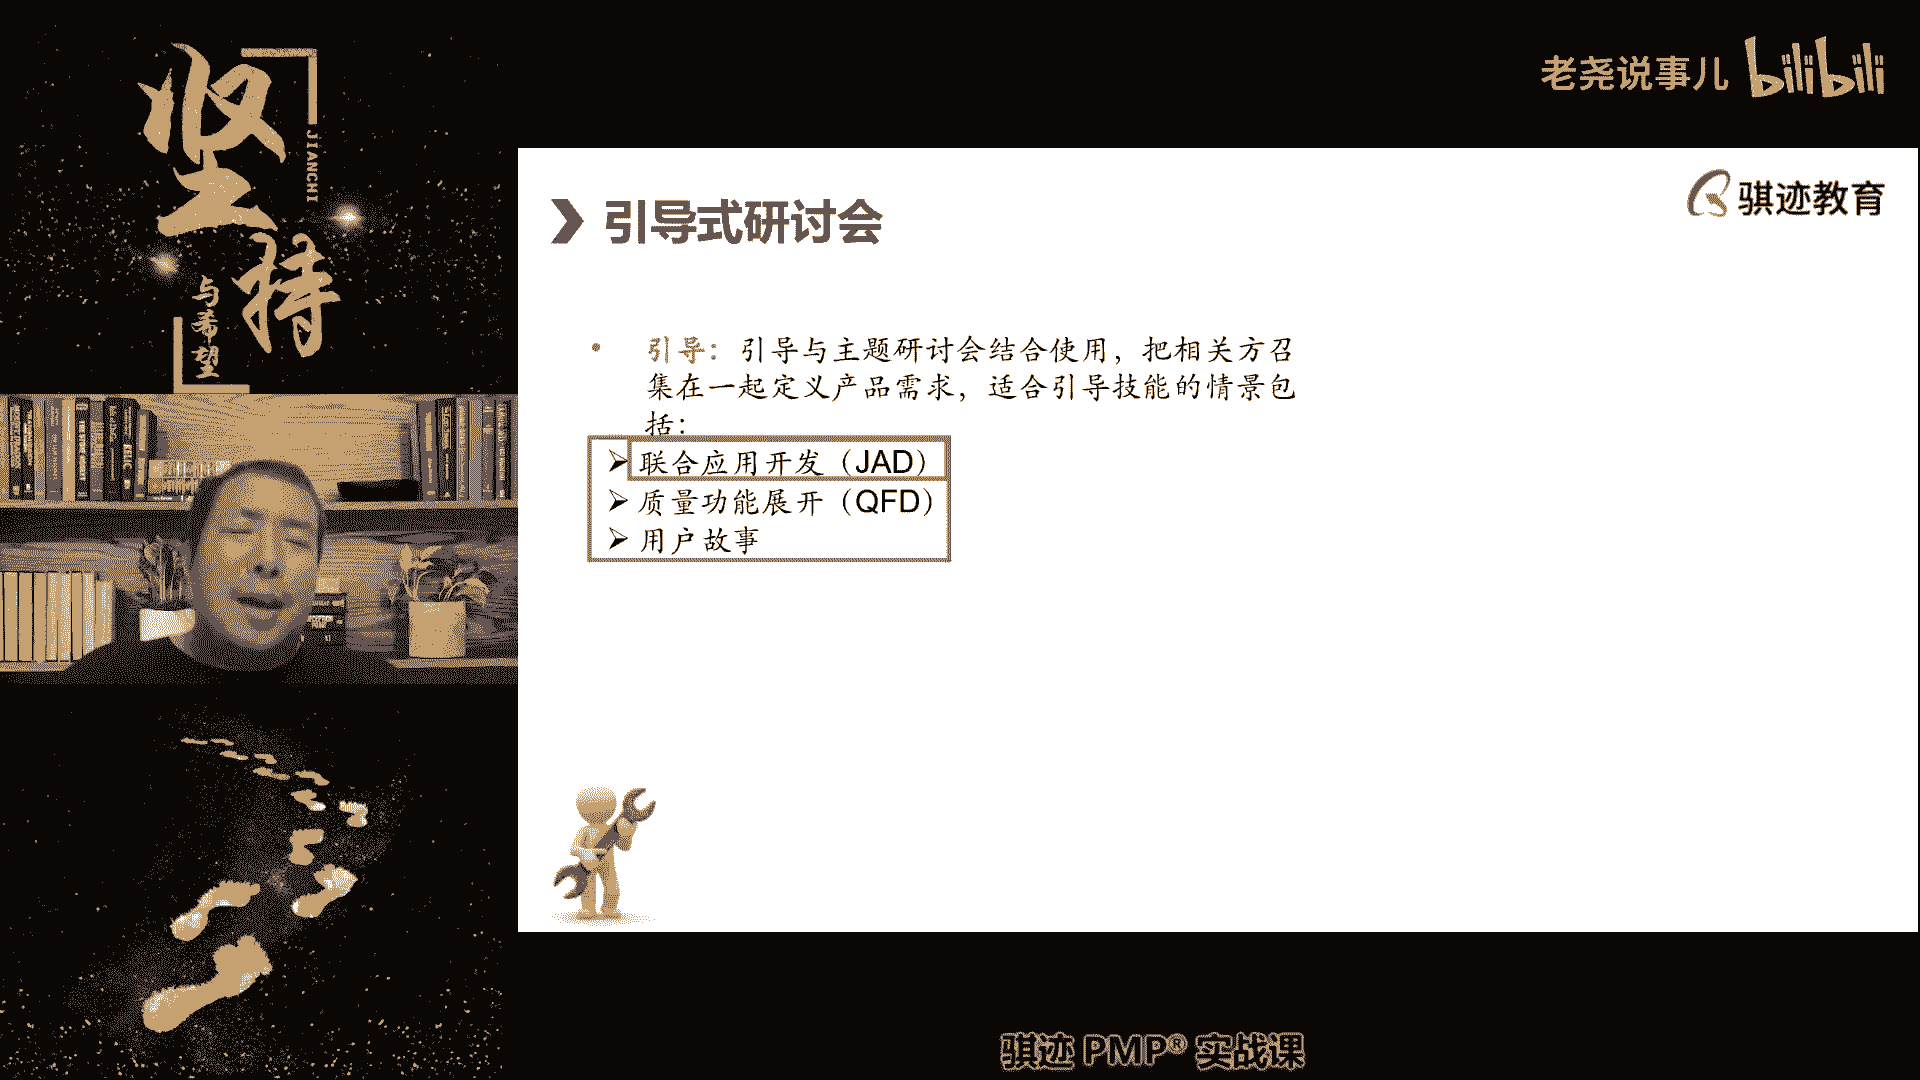 坚持
JIANCHI
与希望
老尧说事儿 bilibili
骐迹教育
引导式研讨会
• 引导：引导与主题研讨会结合使用，把相关方召
集在一起定义产品需求，适合引导技能的情景包
括：
➢ 联合应用开发（JAD）
➢ 质量功能展开（QFD）
➢ 用户故事
骐迹 PMP® 实战课